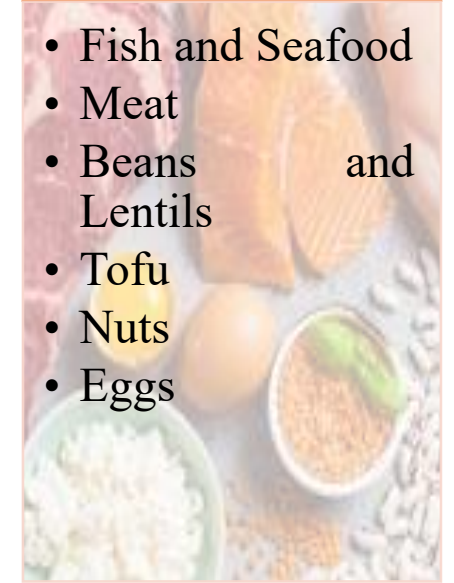 • Fish and Seafood
• Meat
• Beans and
Lentils
• Tofu
• Nuts
• Eggs